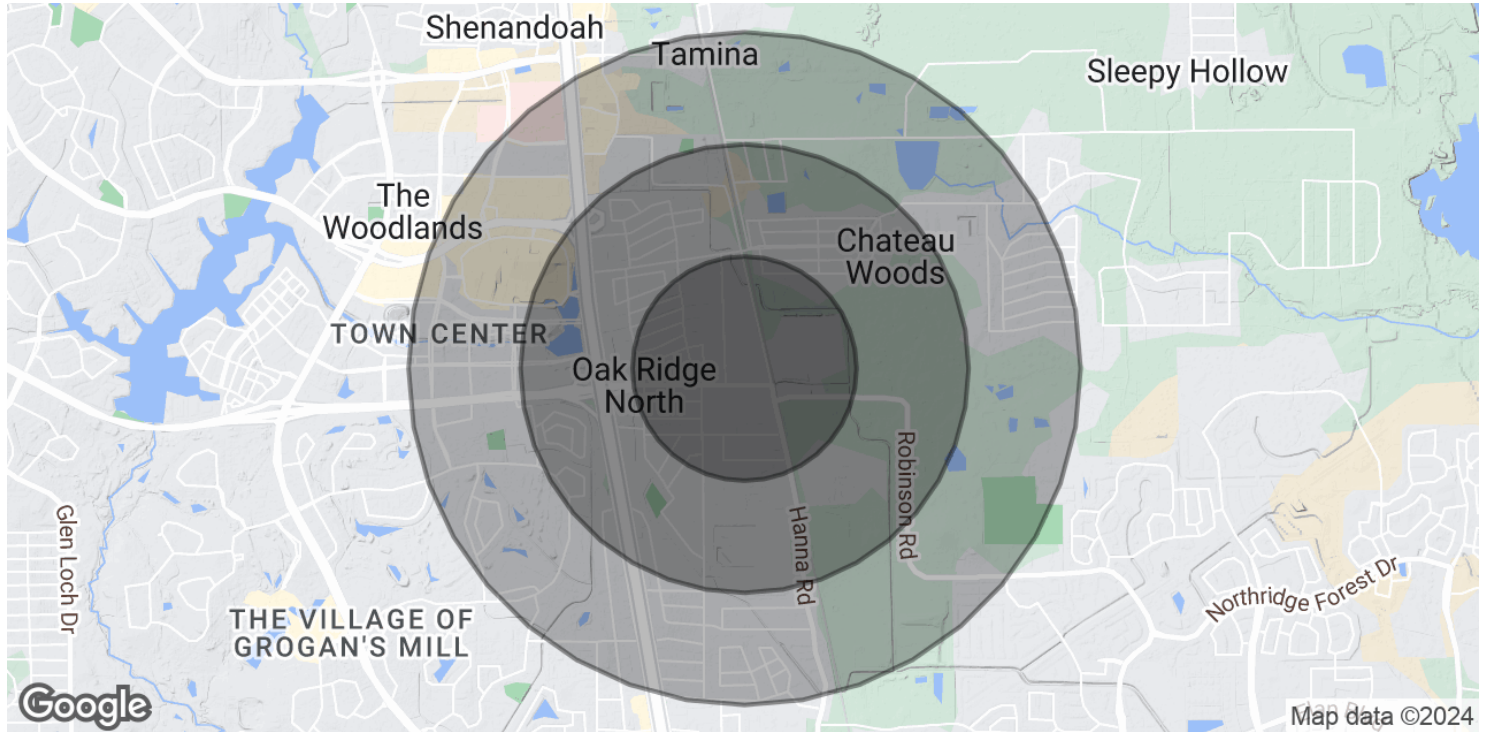 Shenandoah
Tamina
Sleepy Hollow
The
Woodlands
Chateau
Woods
TOWN CENTER
Oak Ridge
North
Robinson Rd
Glen Loch Dr
Hanna Rd
Northridge Forest Dr
THE VILLAGE OF
GROGAN'S MILL
Google
Map data ©2024